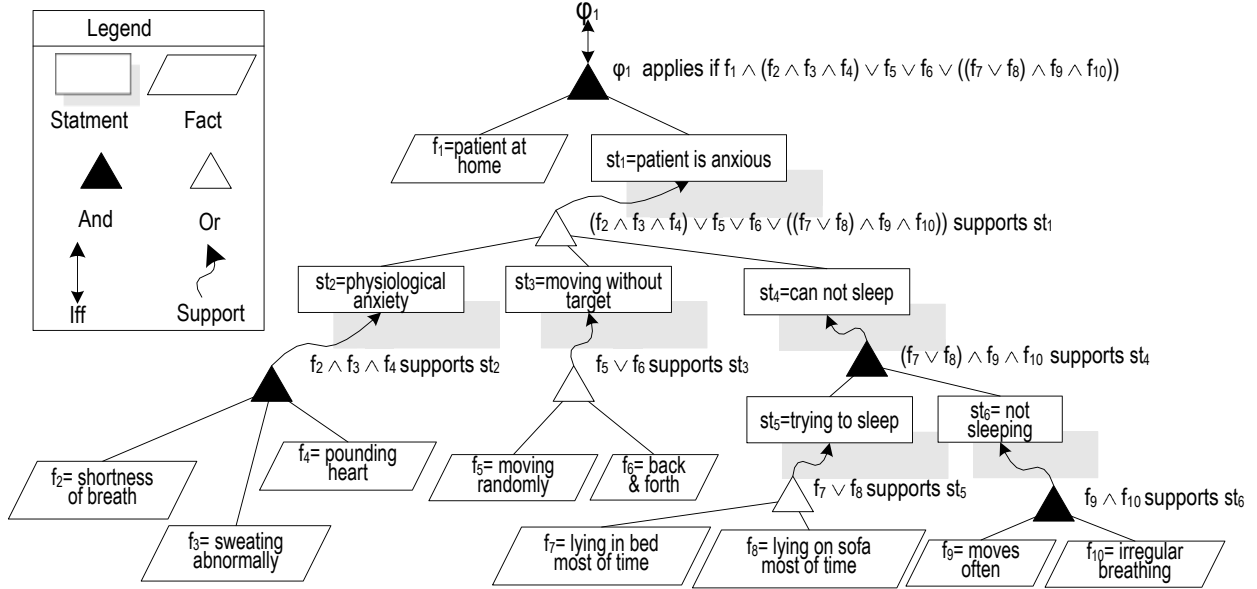 Legend
Statment Fact
And Or
Iff Support
φ₁
φ₁ applies if f₁ ∧ (f₂ ∧ f₃ ∧ f₄) ∨ f₅ ∨ f₆ ∨ ((f₇ ∨ f₈) ∧ f₉ ∧ f₁₀))
f₁=patient at
home
st₁=patient is anxious
(f₂ ∧ f₃ ∧ f₄) ∨ f₅ ∨ f₆ ∨ ((f₇ ∨ f₈) ∧ f₉ ∧ f₁₀)) supports st₁
st₂=physiological
anxiety
st₃=moving without
target
st₄=can not sleep
f₂ ∧ f₃ ∧ f₄ supports st₂
f₅ ∨ f₆ supports st₃
(f₇ ∨ f₈) ∧ f₉ ∧ f₁₀ supports st₄
st₅=trying to sleep
st₆= not
sleeping
f₂= shortness
of breath
f₃= sweating
abnormally
f₄= pounding
heart
f₅= moving
randomly
f₆= back
& forth
f₇ ∨ f₈ supports st₅
f₉ ∧ f₁₀ supports st₆
f₇= lying in bed
most of time
f₈= lying on sofa
most of time
f₉= moves
often
f₁₀= irregular
breathing